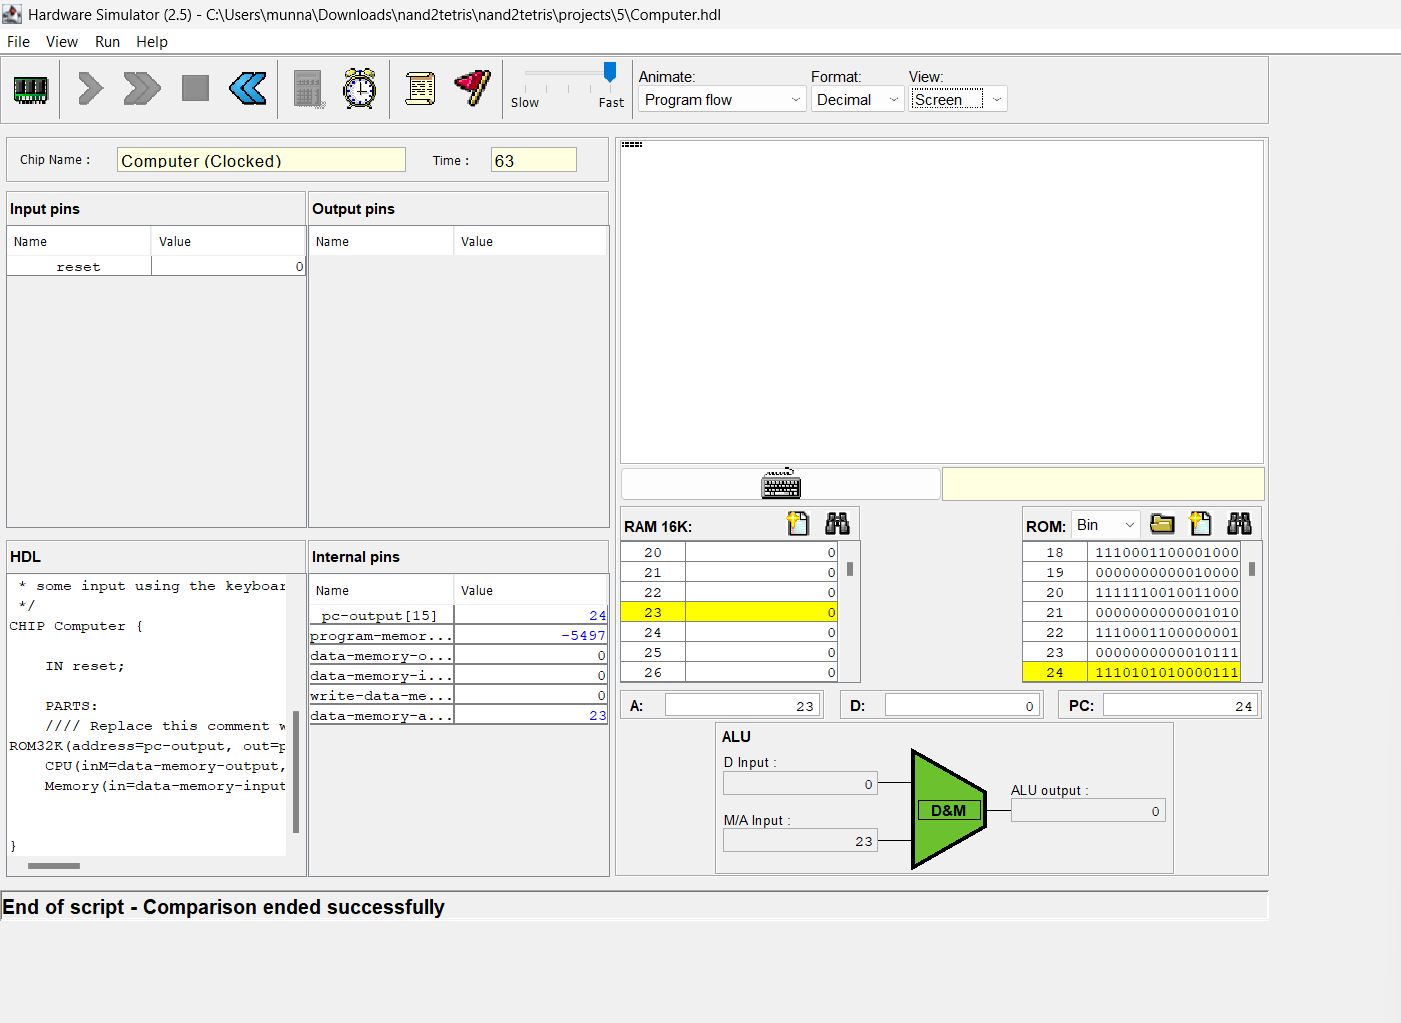 Hardware Simulator (2.5) - C:\Users\munna\Downloads\nand2tetris\nand2tetris\projects\5\Computer.hdl
File View Run Help
Slow Fast
Animate:
Program flow
Format:
Decimal
View:
Screen
Chip Name :
Computer (Clocked)
Time :
63
Input pins
Name Value
reset 0
Output pins
Name Value
HDL
* some input using the keyboar
*/
CHIP Computer {
IN reset;
PARTS:
//// Replace this comment w
ROM32K(address=pc-output, out=p
CPU(inM=data-memory-output,
Memory(in=data-memory-input
}
Internal pins
Name Value
pc-output[15] 24
program-memor... -5497
data-memory-o... 0
data-memory-i... 0
write-data-me... 0
data-memory-a... 23
RAM 16K:
20 0
21 0
22 0
23 0
24 0
25 0
26 0
ROM: Bin
18 1110001100001000
19 0000000000010000
20 1111110010011000
21 0000000000001010
22 1110001100000001
23 0000000000010111
24 1110101010000111
A: 23
D: 0
PC: 24
ALU
D Input :
0
M/A Input :
23
D&M
ALU output :
0
End of script - Comparison ended successfully